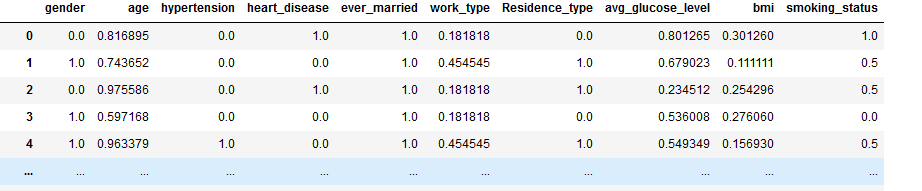 gender age hypertension heart_disease ever_married work_type Residence_type avg_glucose_level bmi smoking_status
0 0.0 0.816895 0.0 1.0 1.0 0.181818 0.0 0.801265 0.301260 1.0
1 1.0 0.743652 0.0 0.0 1.0 0.454545 1.0 0.679023 0.111111 0.5
2 0.0 0.975586 0.0 1.0 1.0 0.181818 1.0 0.234512 0.254296 0.5
3 1.0 0.597168 0.0 0.0 1.0 0.181818 0.0 0.536008 0.276060 0.0
4 1.0 0.963379 1.0 0.0 1.0 0.454545 1.0 0.549349 0.156930 0.5
... ... ... ... ... ... ... ... ... ... ...